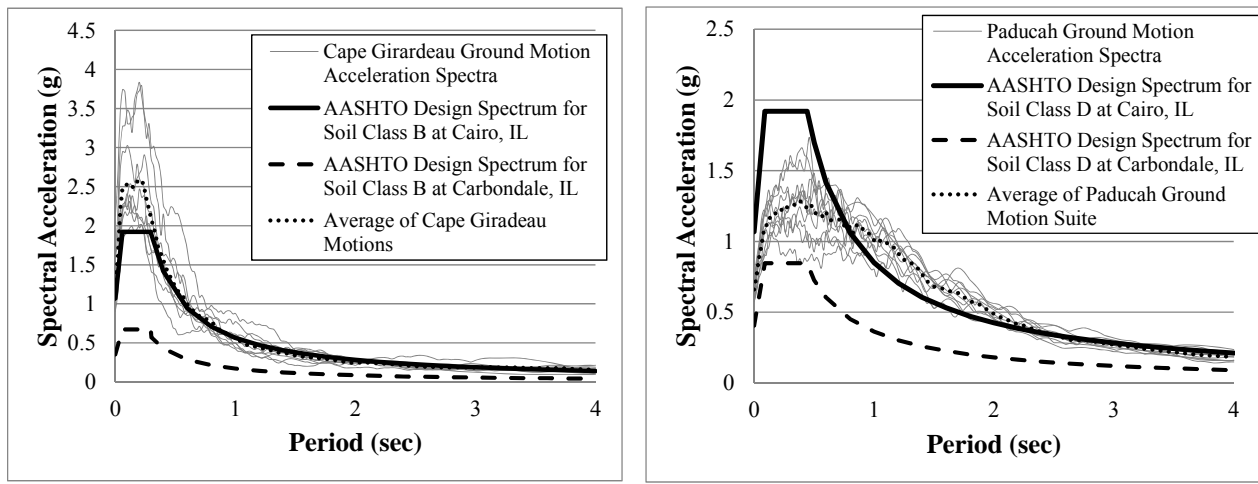 Spectral Acceleration (g)
4.5
4
3.5
3
2.5
2
1.5
1
0.5
0
Cape Girardeau Ground Motion
Acceleration Spectra
AASHTO Design Spectrum for
Soil Class B at Cairo, IL
AASHTO Design Spectrum for
Soil Class B at Carbondale, IL
Average of Cape Giradeau
Motions
0 1 2 3 4
Period (sec)
Spectral Acceleration (g)
2.5
2
1.5
1
0.5
0
Paducah Ground Motion
Acceleration Spectra
AASHTO Design Spectrum for
Soil Class D at Cairo, IL
AASHTO Design Spectrum for
Soil Class D at Carbondale, IL
Average of Paducah Ground
Motion Suite
0 1 2 3 4
Period (sec)